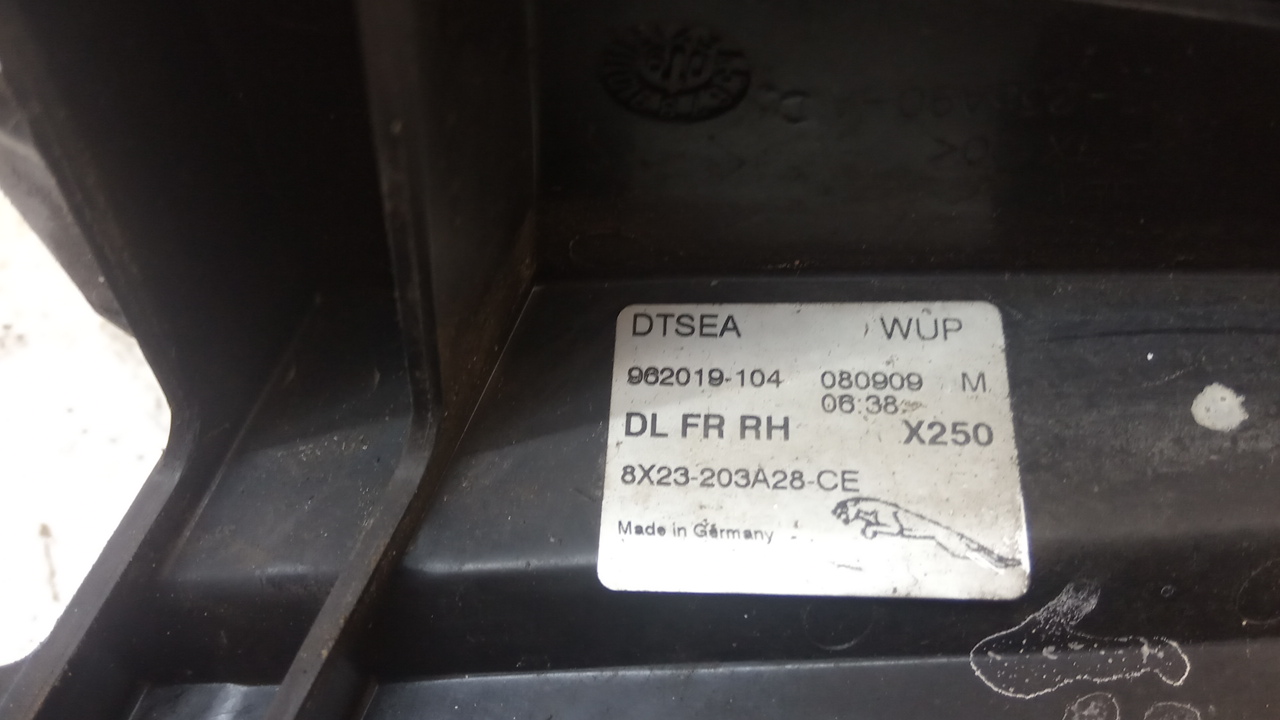 DTSEA WÜP
962019-104 080909 M
06:38
DL FR RH X250
8X23-203A28-CE
Made in Germany